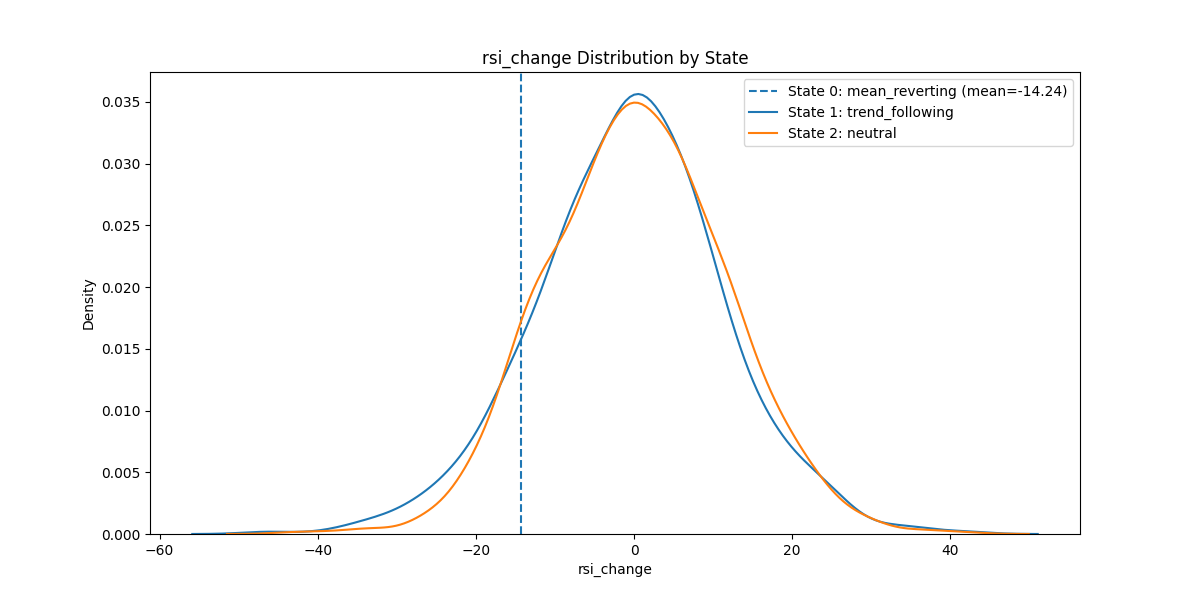 rsi_change Distribution by State
State 0: mean_reverting (mean=-14.24)
State 1: trend_following
State 2: neutral
0.035
0.030
0.025
0.020
0.015
0.010
0.005
0.000
Density
−60
−40
−20
0
20
40
rsi_change